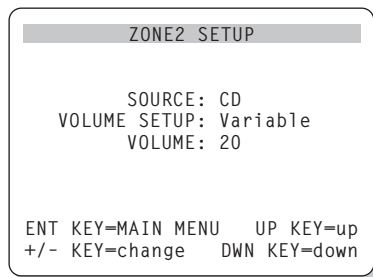 ZONE2 SETUP
SOURCE: CD
VOLUME SETUP: Variable
VOLUME: 20
ENT KEY=MAIN MENU UP KEY=up
+/- KEY=change DWN KEY=down